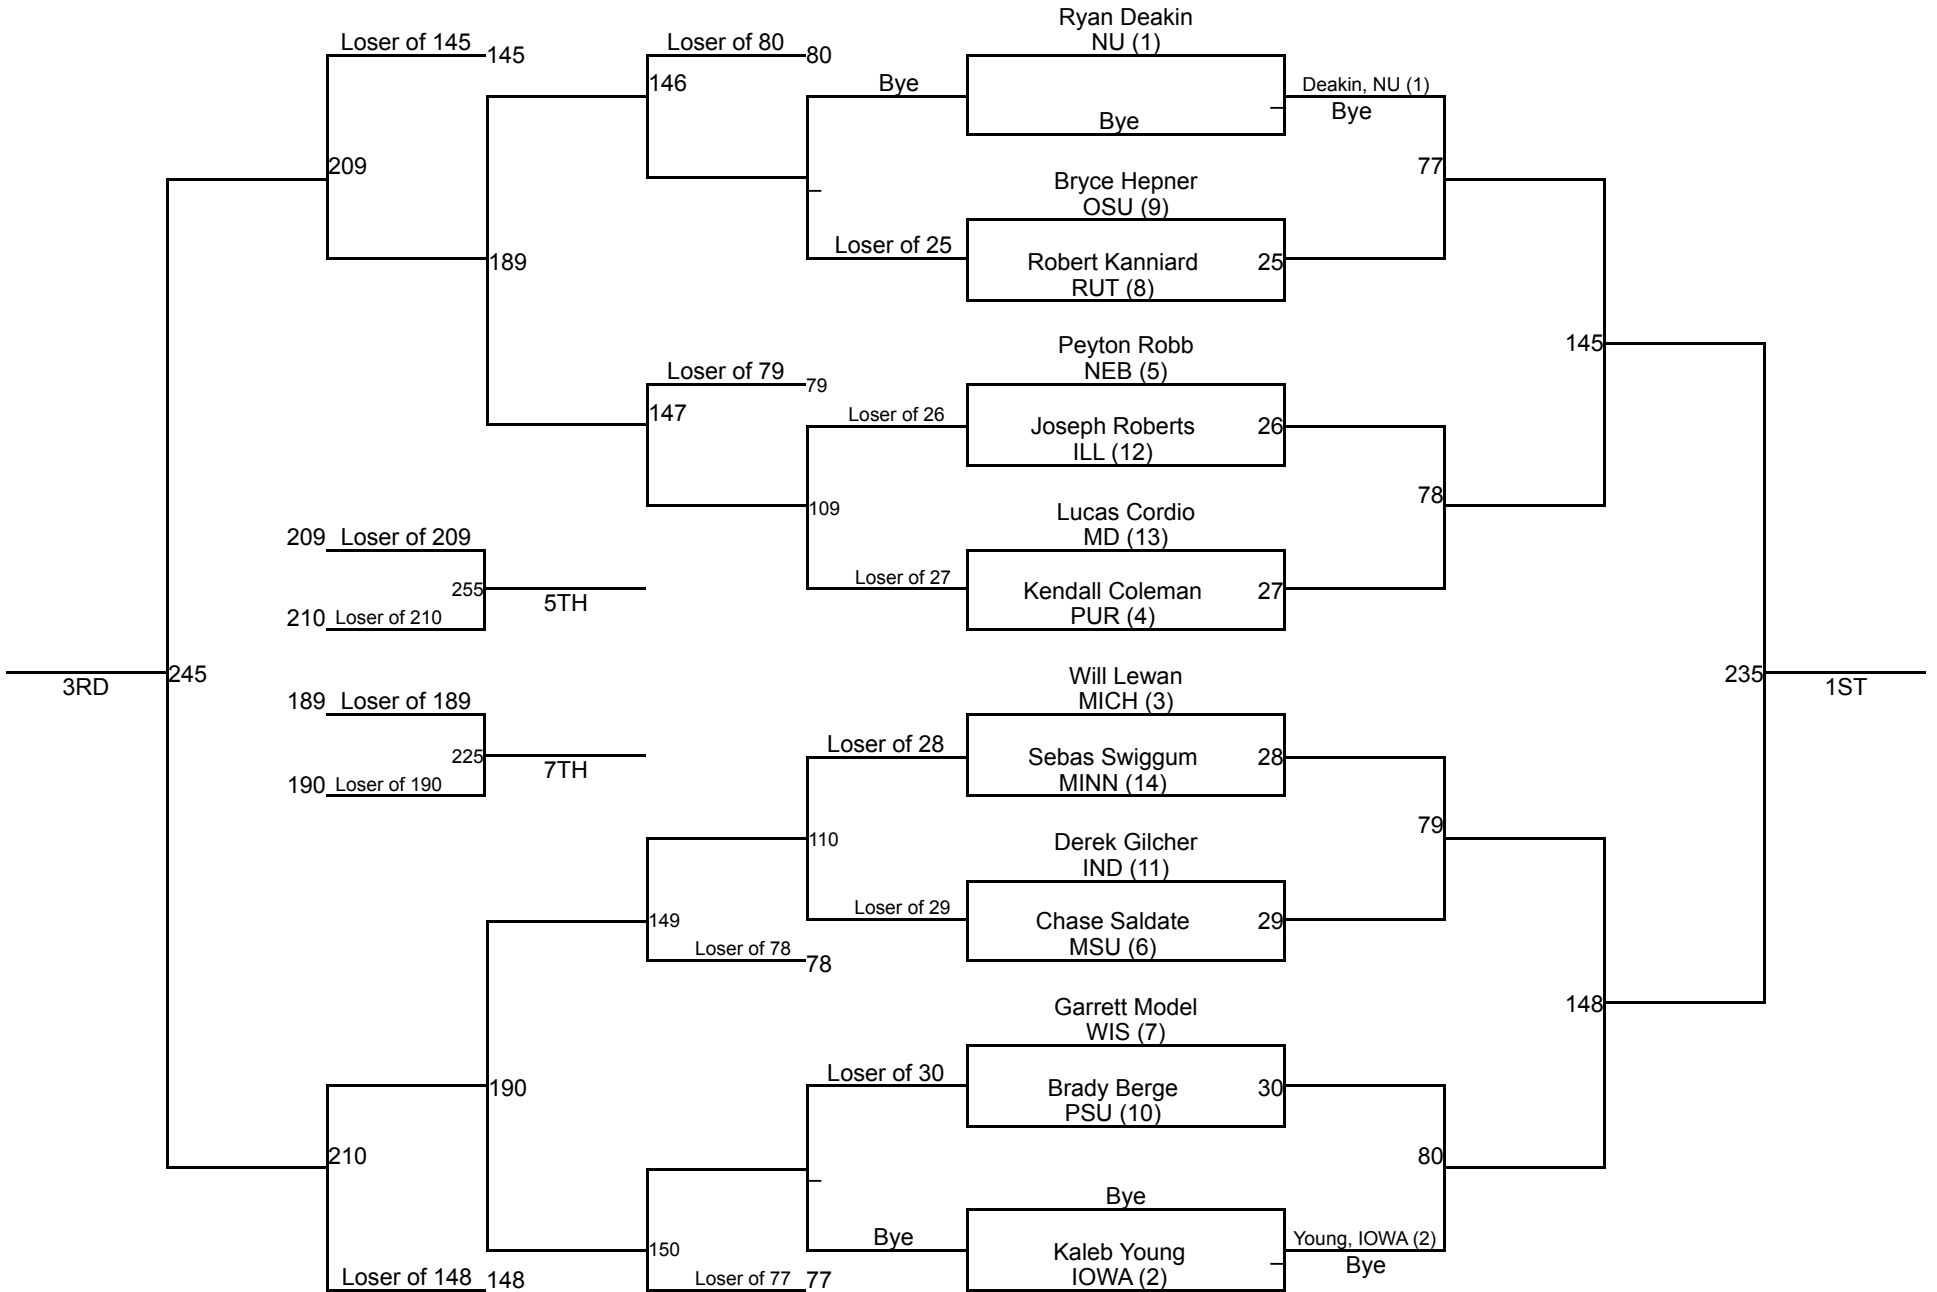 Ryan Deakin
NU (1)
Loser of 145
145
Loser of 80
80
146
Bye
Deakin, NU (1)
Bye
Bye
209
77
Bryce Hepner
OSU (9)
Loser of 25
189
Robert Kanniard
RUT (8)
25
Peyton Robb
NEB (5)
145
Loser of 79
79
147
Loser of 26
Joseph Roberts
ILL (12)
26
78
109
Lucas Cordio
MD (13)
209
Loser of 209
255
5TH
210
Loser of 210
Loser of 27
Kendall Coleman
PUR (4)
27
3RD
245
235
1ST
Will Lewan
MICH (3)
189
Loser of 189
225
7TH
190
Loser of 190
Loser of 28
Sebas Swiggum
MINN (14)
28
79
110
Derek Gilcher
IND (11)
Loser of 29
149
Chase Saldate
MSU (6)
29
Loser of 78
78
Garrett Model
WIS (7)
148
Loser of 30
190
Brady Berge
PSU (10)
30
210
80
Bye
Bye
Young, IOWA (2)
Bye
150
Kaleb Young
IOWA (2)
Loser of 148
148
Loser of 77
77